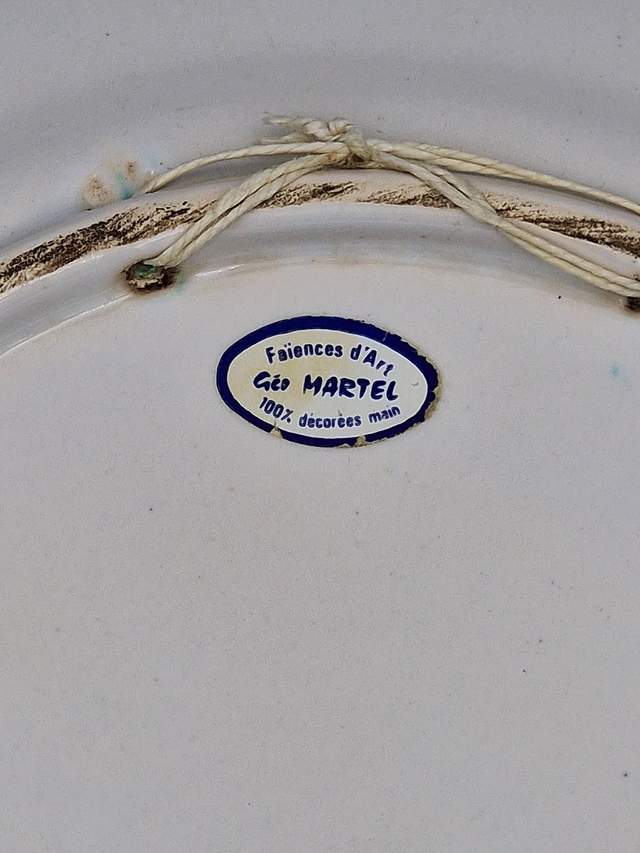 Faïences d'Art
Géo MARTEL
100% décorées main